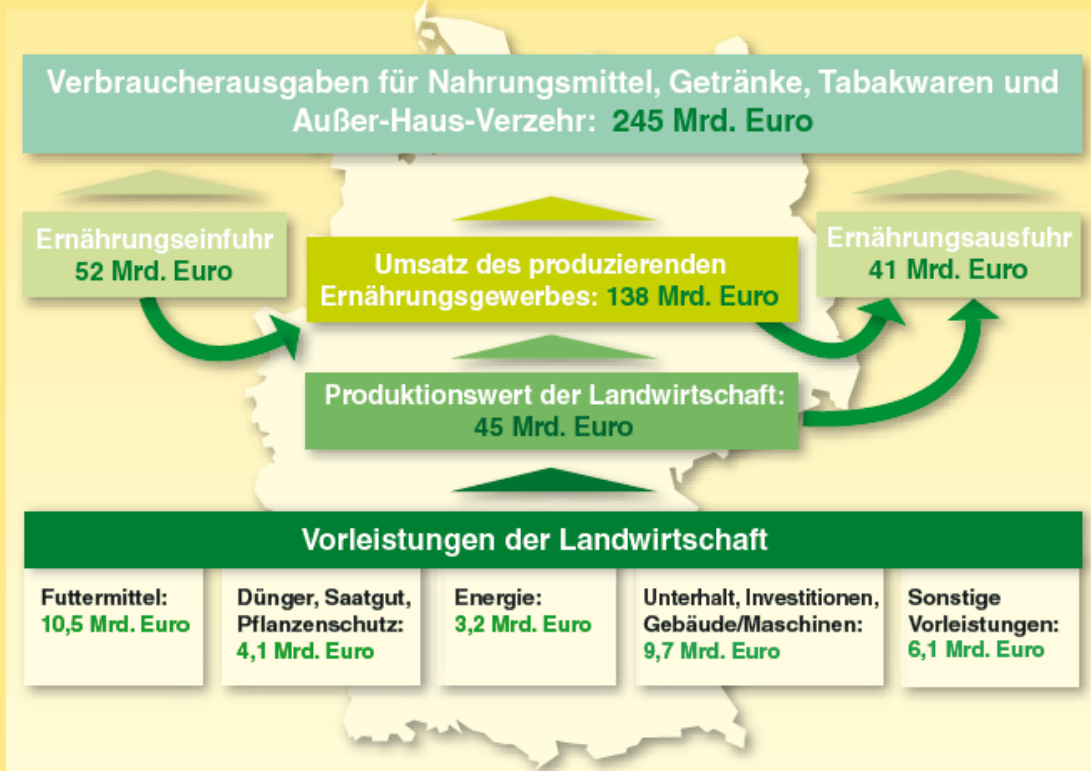 Verbraucherausgaben für Nahrungsmittel, Getränke, Tabakwaren und
Außer-Haus-Verzehr: 245 Mrd. Euro
Ernährungseinfuhr
52 Mrd. Euro
Umsatz des produzierenden
Ernährungsgewerbes: 138 Mrd. Euro
Ernährungsausfuhr
41 Mrd. Euro
Produktionswert der Landwirtschaft:
45 Mrd. Euro
Vorleistungen der Landwirtschaft
Futtermittel:
10,5 Mrd. Euro
Dünger, Saatgut,
Pflanzenschutz:
4,1 Mrd. Euro
Energie:
3,2 Mrd. Euro
Unterhalt, Investitionen,
Gebäude/Maschinen:
9,7 Mrd. Euro
Sonstige
Vorleistungen:
6,1 Mrd. Euro